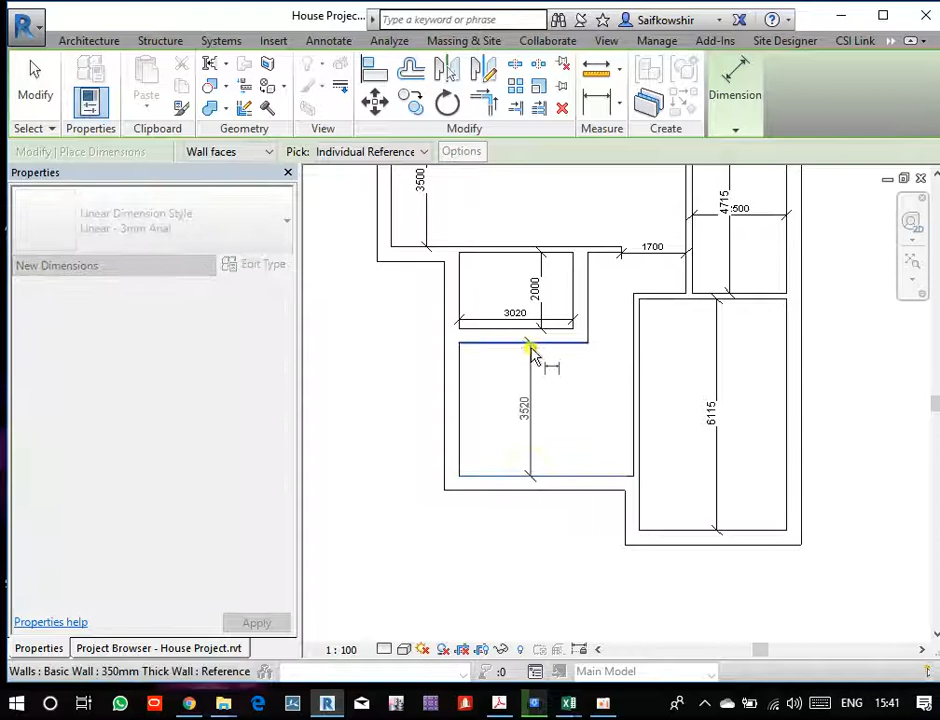 House Projec...
Type a keyword or phrase
Saifkowshir
Architecture Structure Systems Insert Annotate Analyze Massing & Site Collaborate View Manage Add-Ins Site Designer CSI Link
Modify
Properties
Paste
Dimension
Select Properties Clipboard Geometry View Modify Measure Create
Modify | Place Dimensions
Wall faces
Pick: Individual Reference
Options
Properties
Linear Dimension Style
Linear - 3mm Arial
New Dimensions
Edit Type
3500
4715
1700
2000
3020
3520
6115
2D
Properties help
Apply
Properties
Project Browser - House Project.rvt
1 : 100
Walls : Basic Wall : 350mm Thick Wall : Reference
:0
Main Model
ENG
15:41